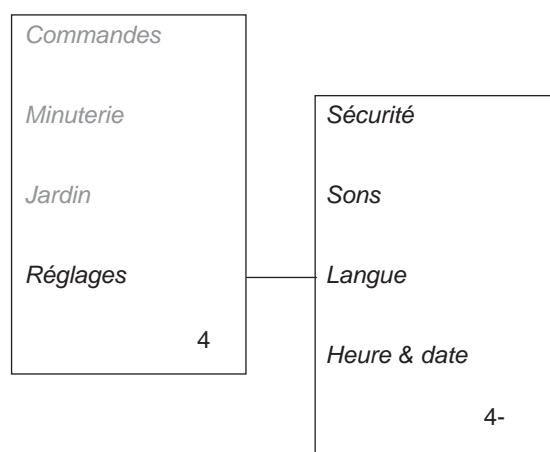 Commandes
Minuterie
Jardin
Réglages
4
Sécurité
Sons
Langue
Heure & date
4-